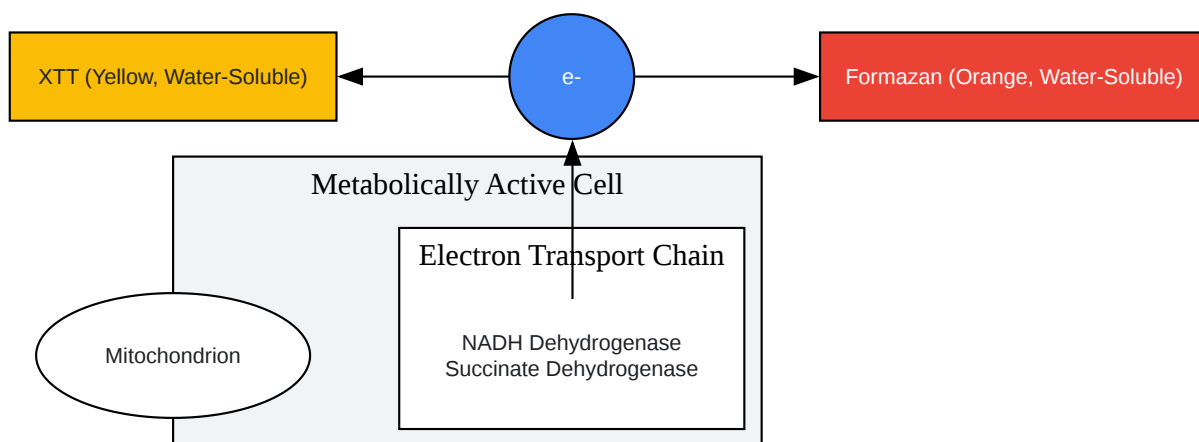 XTT (Yellow, Water-Soluble)
e-
Formazan (Orange, Water-Soluble)
Metabolically Active Cell
Electron Transport Chain
Mitochondrion
NADH Dehydrogenase
Succinate Dehydrogenase